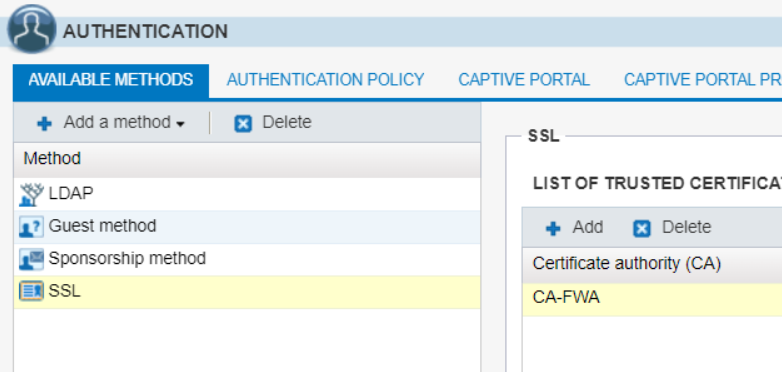 AUTHENTICATION
AVAILABLE METHODS AUTHENTICATION POLICY CAPTIVE PORTAL CAPTIVE PORTAL PR
Add a method Delete
Method
LDAP
Guest method
Sponsorship method
SSL
SSL
LIST OF TRUSTED CERTIFICA
Add Delete
Certificate authority (CA)
CA-FWA